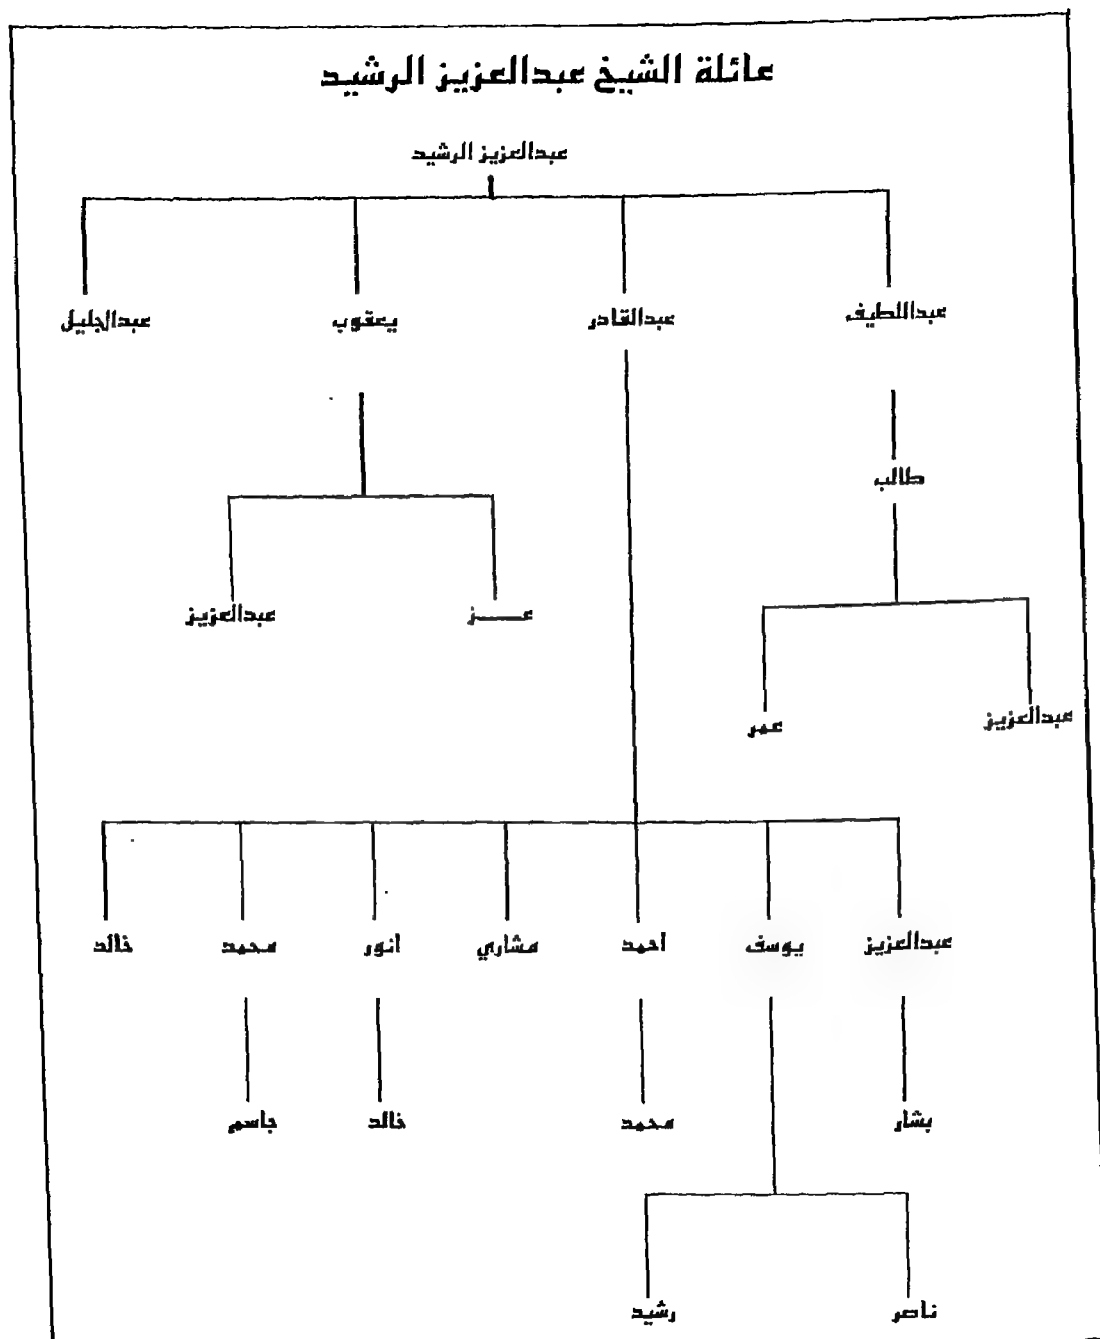 عائلة الشيخ عبدالعزيز الرشيد
عبدالعزيز الرشيد
عبداللطيف عبدالقادر يعقوب عبدالجليل
طالب
عز عبدالعزيز
عبدالعزيز عمر
عبدالعزيز يوسف احمد مشاري انور محمد خالد
بشار محمد خالد جاسم
ناصر رشيد